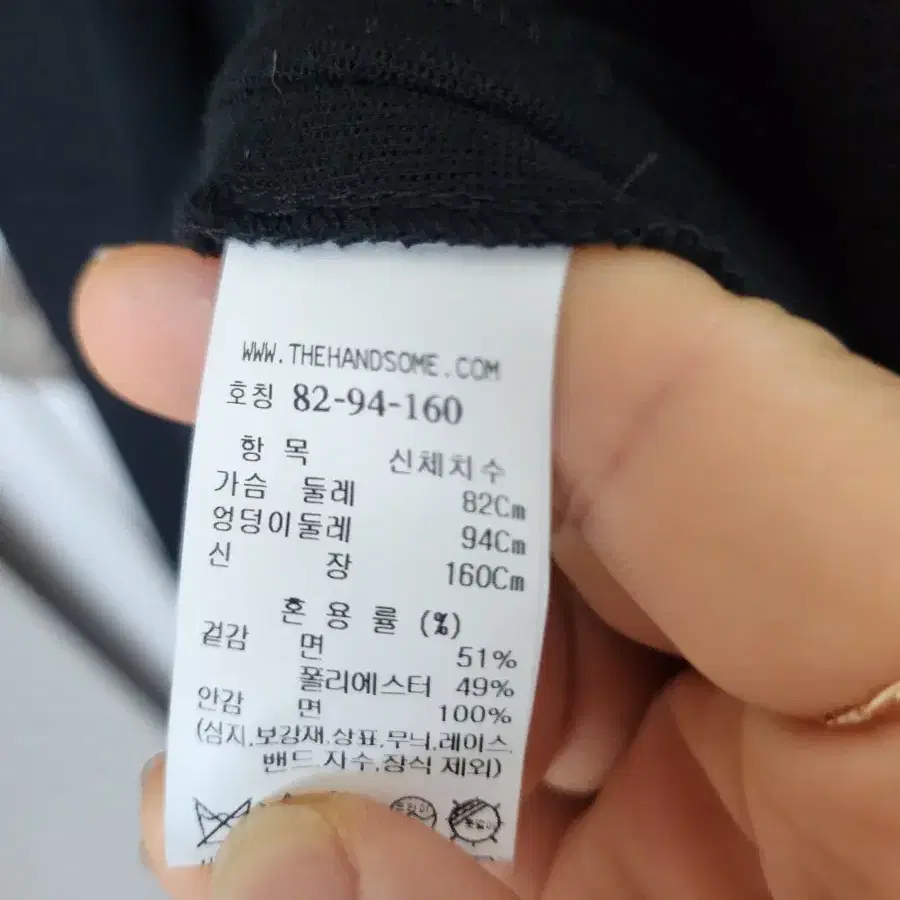 WWW.THEHANDSOME.COM
호칭 82-94-160
항 목 신체치수
가슴 둘레 82Cm
엉덩이둘레 94Cm
신 장 160Cm
혼 용 률 (%)
겉감 면 51%
폴리에스터 49%
안감 면 100%
(심지,보강재,상표,무늬,레이스,
밴드,자수,장식 제외)